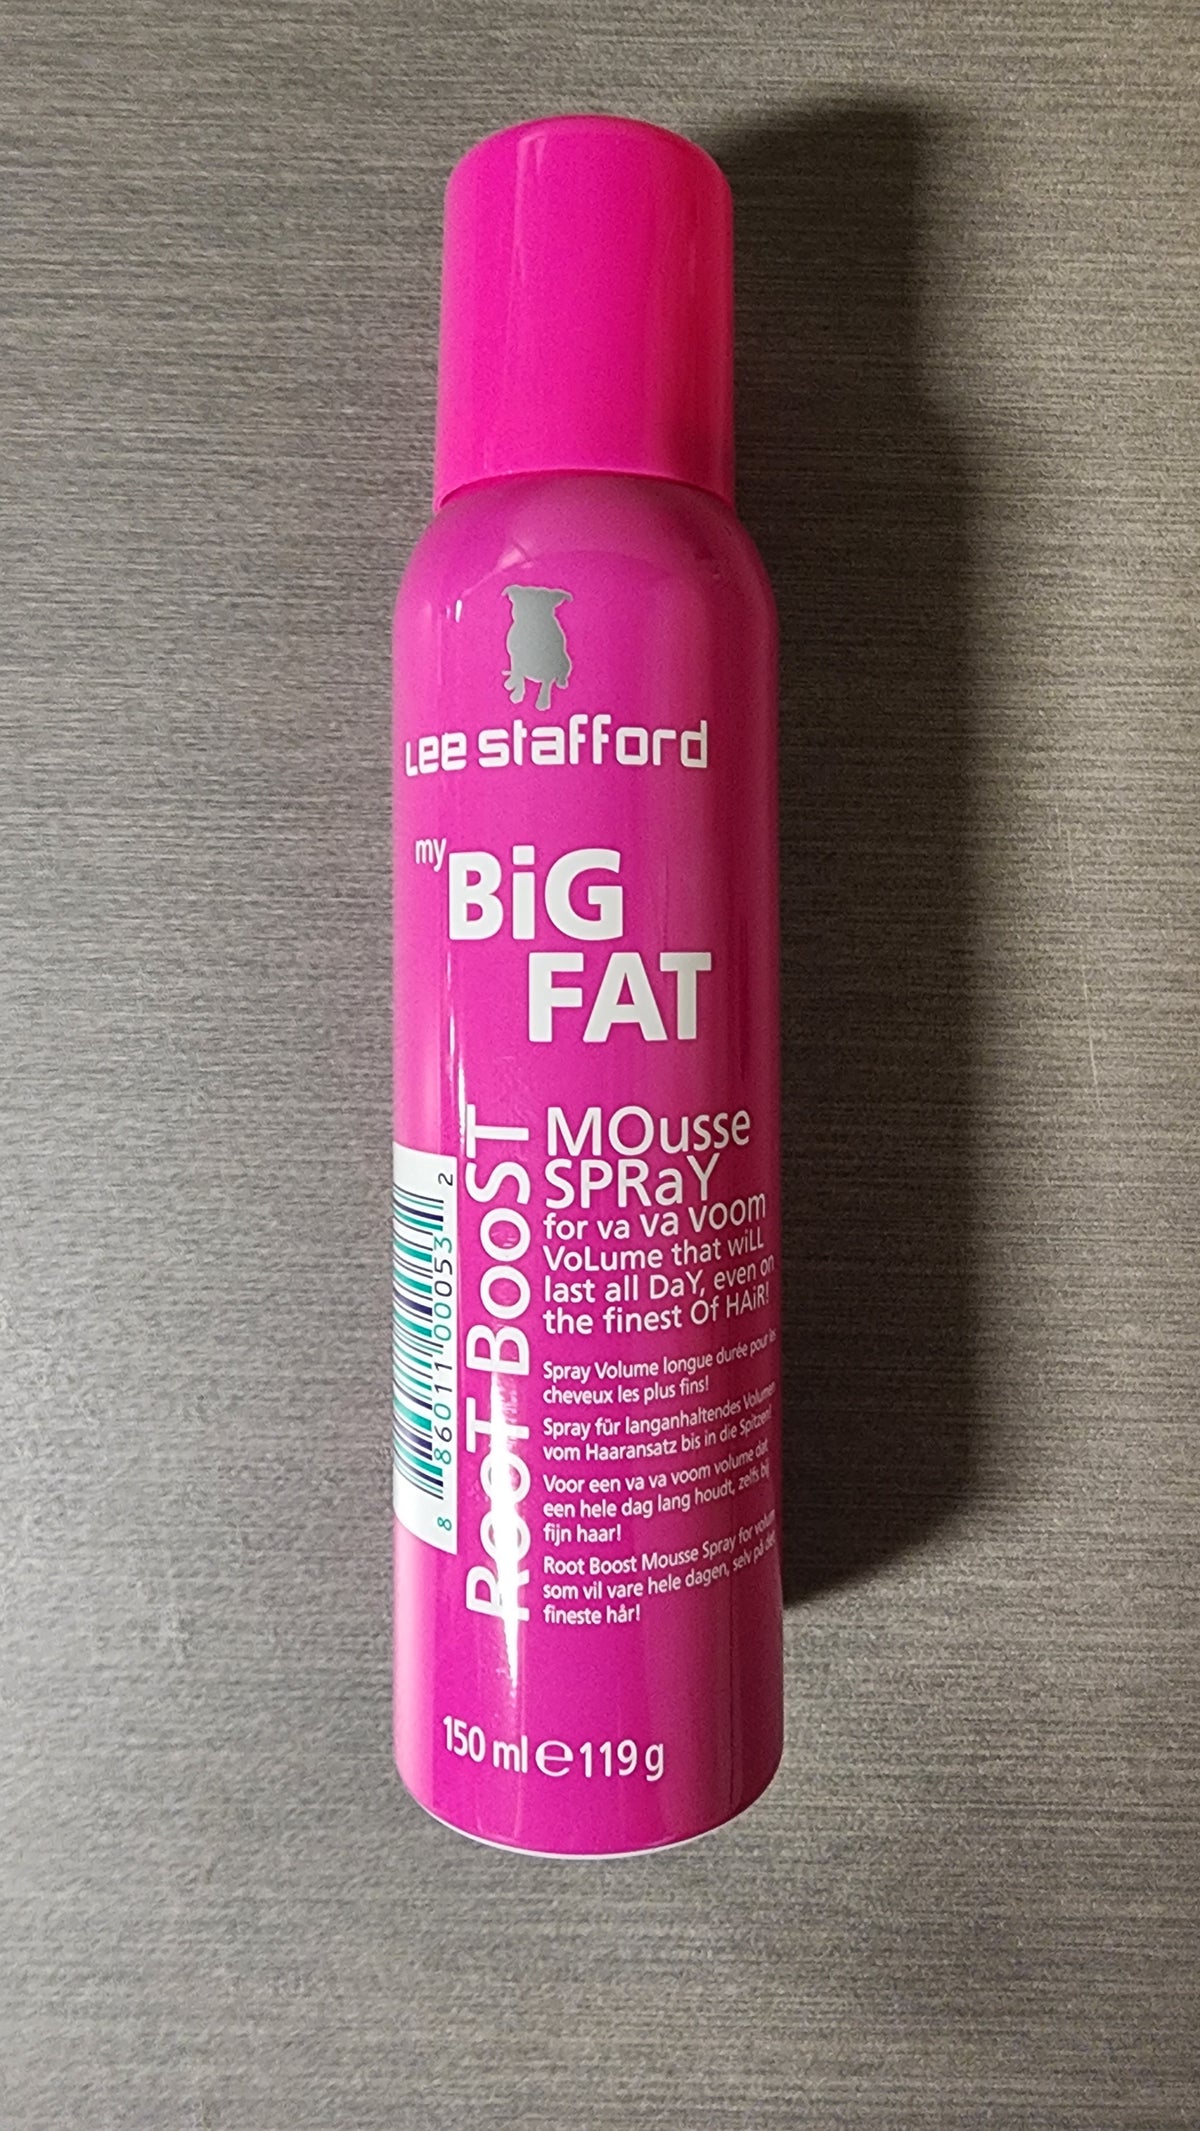 Lee stafford
my BiG
FAT
ROOT BOOST
MOusse
SPRaY
for va va voom
VoLume that wiLL
last all DaY, even on
the finest Of HAiR!
Spray Volume longue durée pour les
cheveux les plus fins!
Spray für langanhaltendes Volumen
vom Haaransatz bis in die Spitzen!
Voor een va va voom volume dat
een hele dag lang houdt, zelfs bij
fijn haar!
Root Boost Mousse Spray for volum
som vil vare hele dagen, selv på det
fineste hår!
8 86011 00053 2
150 ml e 119 g